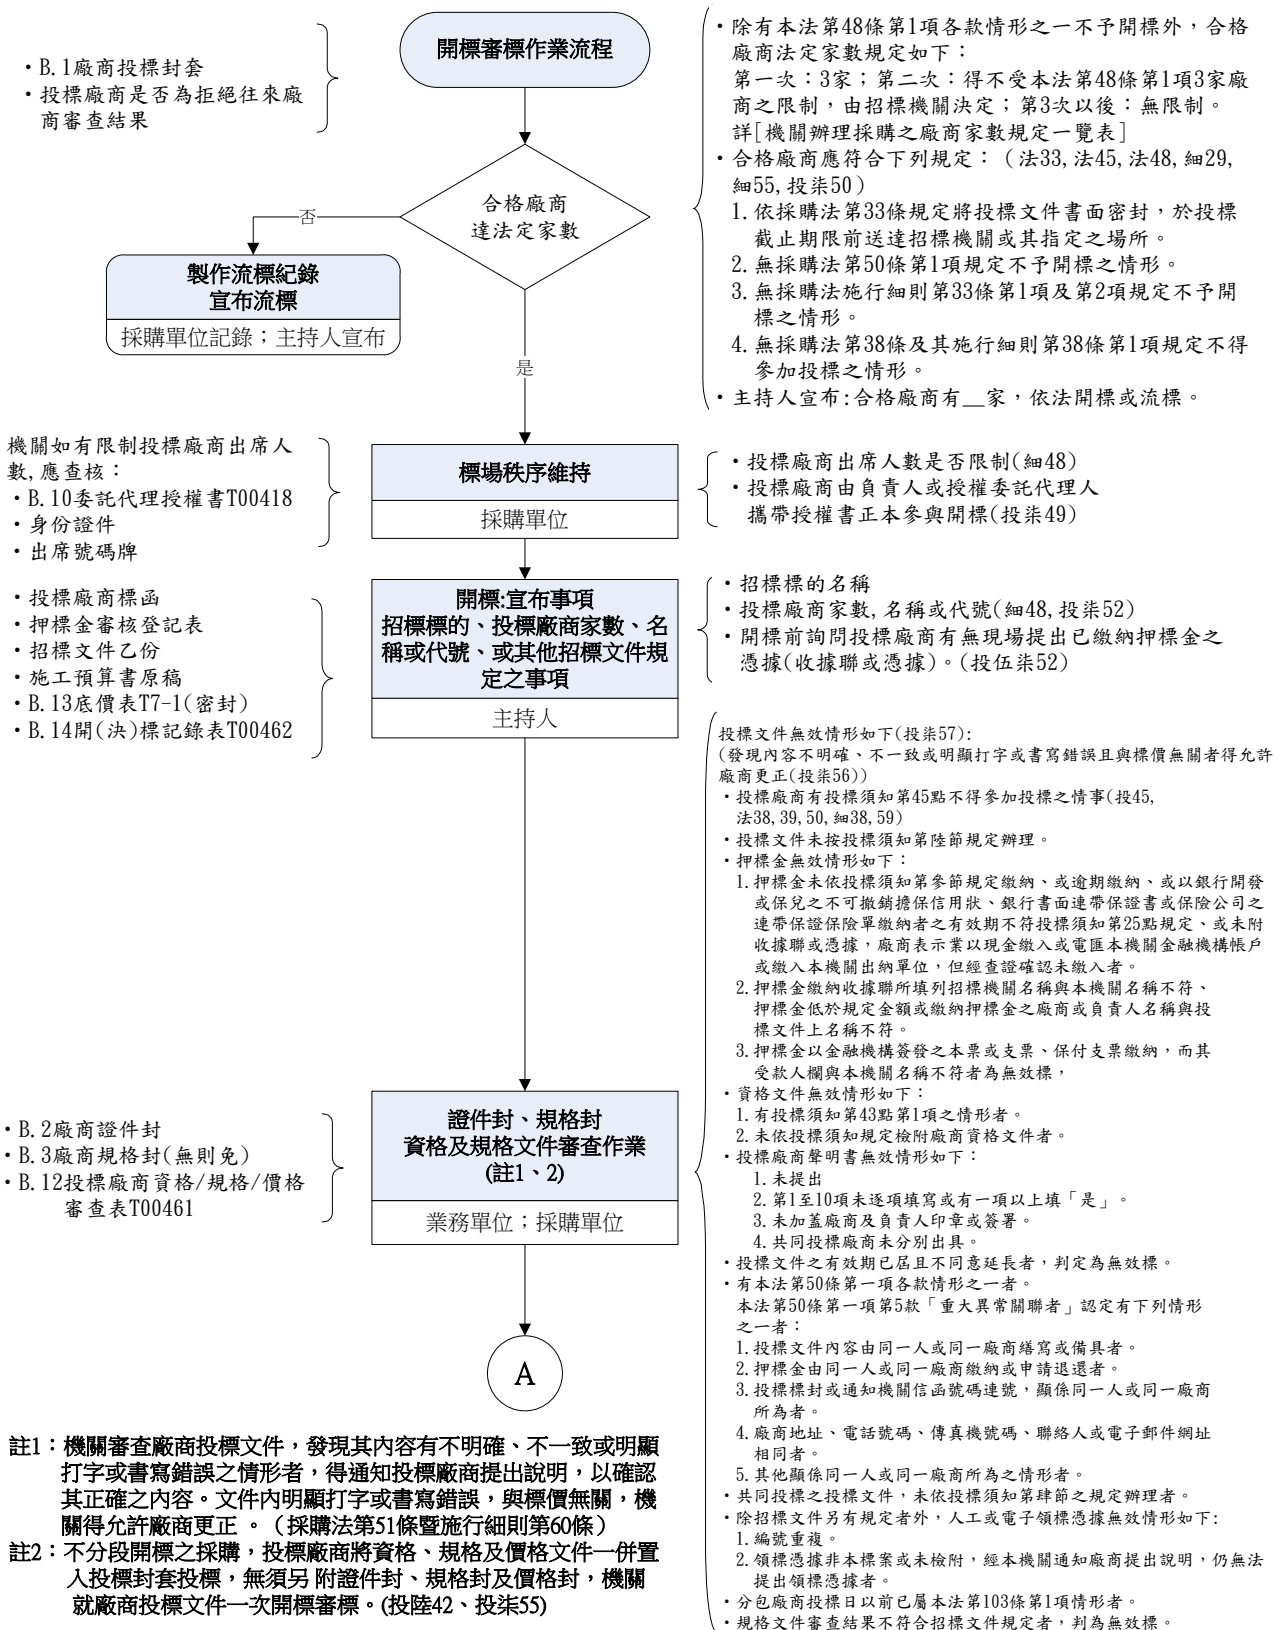 開標審標作業流程
・B.1廠商投標封套
・投標廠商是否為拒絕往來廠
商審查結果
・除有本法第48條第1項各款情形之一不予開標外，合格
廠商法定家數規定如下：
第一次：3家；第二次：得不受本法第48條第1項3家廠
商之限制，由招標機關決定；第3次以後：無限制。
詳[機關辦理採購之廠商家數規定一覽表]
・合格廠商應符合下列規定：（法33,法45,法48,細29,
細55,投柒50）
1.依採購法第33條規定將投標文件書面密封，於投標
截止期限前送達招標機關或其指定之場所。
2.無採購法第50條第1項規定不予開標之情形。
3.無採購法施行細則第33條第1項及第2項規定不予開
標之情形。
4.無採購法第38條及其施行細則第38條第1項規定不得
參加投標之情形。
・主持人宣布:合格廠商有__家，依法開標或流標。
合格廠商
達法定家數
否
製作流標紀錄
宣布流標
採購單位記錄；主持人宣布
是
機關如有限制投標廠商出席人
數,應查核：
・B.10委託代理授權書T00418
・身份證件
・出席號碼牌
標場秩序維持
採購單位
・投標廠商出席人數是否限制(細48)
・投標廠商由負責人或授權委託代理人
攜帶授權書正本參與開標(投柒49)
・投標廠商標函
・押標金審核登記表
・招標文件乙份
・施工預算書原稿
・B.13底價表T7-1(密封)
・B.14開(決)標記錄表T00462
開標:宣布事項
招標標的、投標廠商家數、名
稱或代號、或其他招標文件規
定之事項
主持人
・招標標的名稱
・投標廠商家數,名稱或代號(細48,投柒52)
・開標前詢問投標廠商有無現場提出已繳納押標金之
憑據(收據聯或憑據)。(投伍柒52)
投標文件無效情形如下(投柒57):
(發現內容不明確、不一致或明顯打字或書寫錯誤且與標價無關者得允許
廠商更正(投柒56))
・投標廠商有投標須知第45點不得參加投標之情事(投45,
法38,39,50,細38,59)
・投標文件未按投標須知第陸節規定辦理。
・押標金無效情形如下：
1.押標金未依投標須知第參節規定繳納、或逾期繳納、或以銀行開發
或保兌之不可撤銷擔保信用狀、銀行書面連帶保證書或保險公司之
連帶保證保險單繳納者之有效期不符投標須知第25點規定、或未附
收據聯或憑據，廠商表示業以現金繳入或電匯本機關金融機構帳戶
或繳入本機關出納單位，但經查證確認未繳入者。
2.押標金繳納收據聯所填列招標機關名稱與本機關名稱不符、
押標金低於規定金額或繳納押標金之廠商或負責人名稱與投
標文件上名稱不符。
3.押標金以金融機構簽發之本票或支票、保付支票繳納，而其
受款人欄與本機關名稱不符者為無效標，
・資格文件無效情形如下：
1.有投標須知第43點第1項之情形者。
2.未依投標須知規定檢附廠商資格文件者。
・投標廠商聲明書無效情形如下：
1.未提出
2.第1至10項未逐項填寫或有一項以上填「是」。
3.未加蓋廠商及負責人印章或簽署。
4.共同投標廠商未分別出具。
・投標文件之有效期已屆且不同意延長者，判定為無效標。
・有本法第50條第一項各款情形之一者。
本法第50條第一項第5款「重大異常關聯者」認定有下列情形
之一者：
1.投標文件內容由同一人或同一廠商繕寫或備具者。
2.押標金由同一人或同一廠商繳納或申請退還者。
3.投標標封或通知機關信函號碼連號，顯係同一人或同一廠商
所為者。
4.廠商地址、電話號碼、傳真機號碼、聯絡人或電子郵件網址
相同者。
5.其他顯係同一人或同一廠商所為之情形者。
・共同投標之投標文件，未依投標須知第肆節之規定辦理者。
・除招標文件另有規定者外，人工或電子領標憑據無效情形如下:
1.編號重複。
2.領標憑據非本標案或未檢附，經本機關通知廠商提出說明，仍無法
提出領標憑據者。
・分包廠商投標日以前已屬本法第103條第1項情形者。
・規格文件審查結果不符合招標文件規定者，判為無效標。
・B.2廠商證件封
・B.3廠商規格封(無則免)
・B.12投標廠商資格/規格/價格
審查表T00461
證件封、規格封
資格及規格文件審查作業
(註1、2)
業務單位；採購單位
A
註1：機關審查廠商投標文件，發現其內容有不明確、不一致或明顯
打字或書寫錯誤之情形者，得通知投標廠商提出說明，以確認
其正確之內容。文件內明顯打字或書寫錯誤，與標價無關，機
關得允許廠商更正 。（採購法第51條暨施行細則第60條）
註2：不分段開標之採購，投標廠商將資格、規格及價格文件一併置
入投標封套投標，無須另 附證件封、規格封及價格封，機關
就廠商投標文件一次開標審標。(投陸42、投柒55)